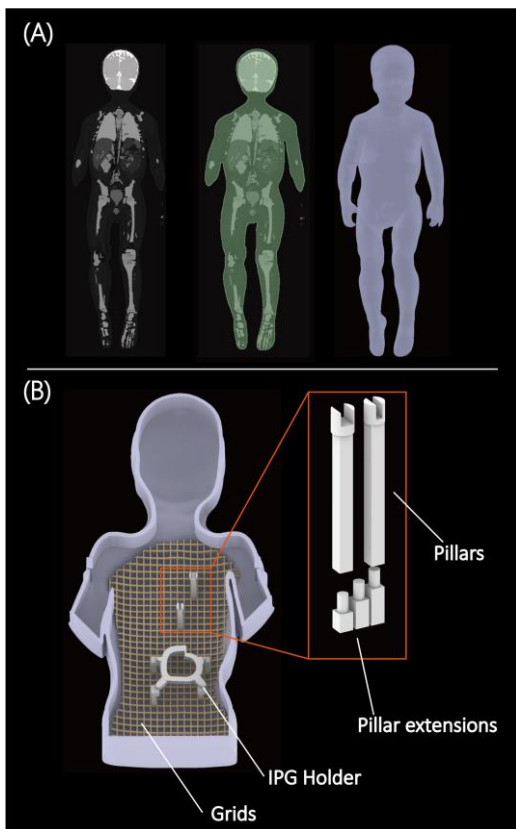 (A)
(B)
Pillars
Pillar extensions
IPG Holder
Grids